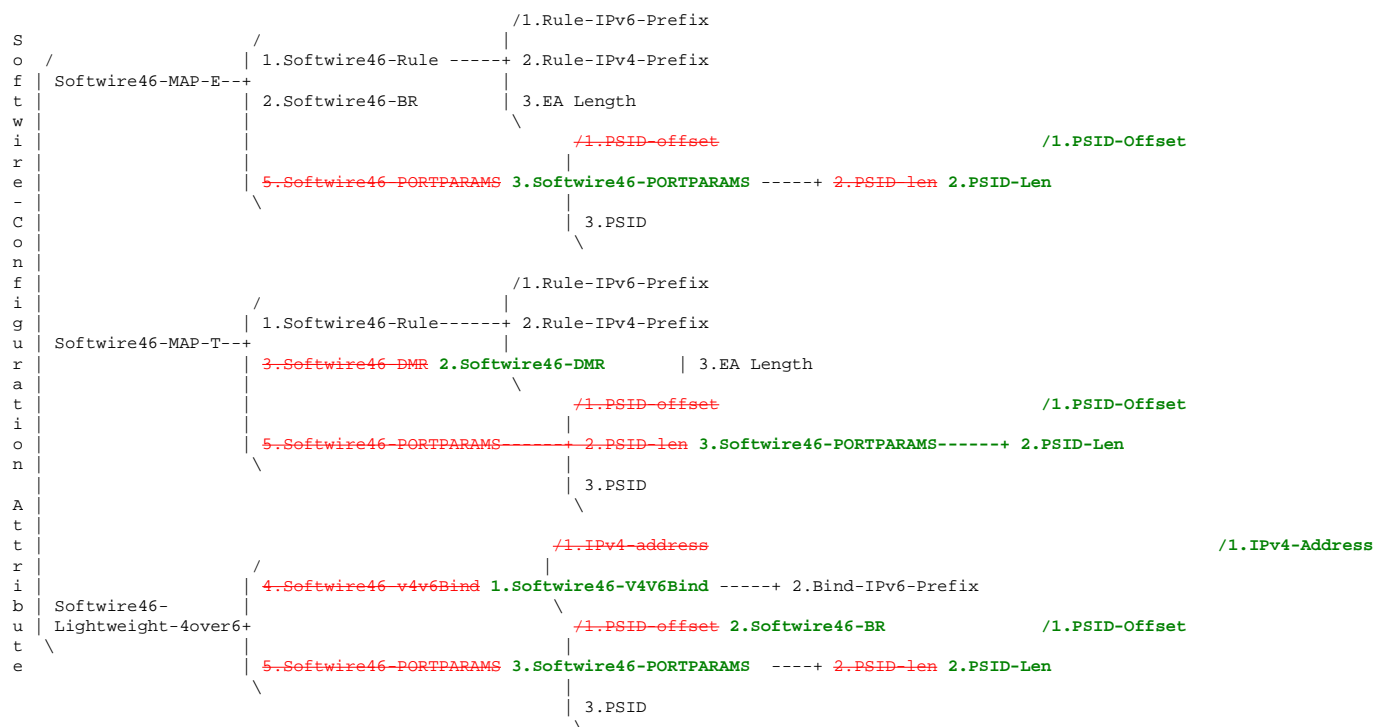 /1.Rule-IPv6-Prefix
S / |
o / | 1.Softwire46-Rule -----+ 2.Rule-IPv4-Prefix
f | Softwire46-MAP-E--+ |
t | | 2.Softwire46-BR | 3.EA Length
w | | \
i | | /1.PSID-offset /1.PSID-Offset
r | | |
e | | 5.Softwire46-PORTPARAMS 3.Softwire46-PORTPARAMS -----+ 2.PSID-len 2.PSID-Len
- | \ |
C | | 3.PSID
o | \
n |
f | /1.Rule-IPv6-Prefix
i | / |
g | | 1.Softwire46-Rule------+ 2.Rule-IPv4-Prefix
u | Softwire46-MAP-T--+ |
r | | 3.Softwire46-DMR 2.Softwire46-DMR | 3.EA Length
a | | \
t | | /1.PSID-offset /1.PSID-Offset
i | | |
o | | 5.Softwire46-PORTPARAMS------+ 2.PSID-len 3.Softwire46-PORTPARAMS------+ 2.PSID-Len
n | \ |
| | 3.PSID
A | \
t |
t | /1.IPv4-address /1.IPv4-Address
r | / |
i | | 4.Softwire46-v4v6Bind 1.Softwire46-V4V6Bind -----+ 2.Bind-IPv6-Prefix
b | Softwire46- | \
u | Lightweight-4over6+ /1.PSID-offset 2.Softwire46-BR /1.PSID-Offset
t \ | |
e | 5.Softwire46-PORTPARAMS 3.Softwire46-PORTPARAMS ----+ 2.PSID-len 2.PSID-Len
\ |
| 3.PSID
\